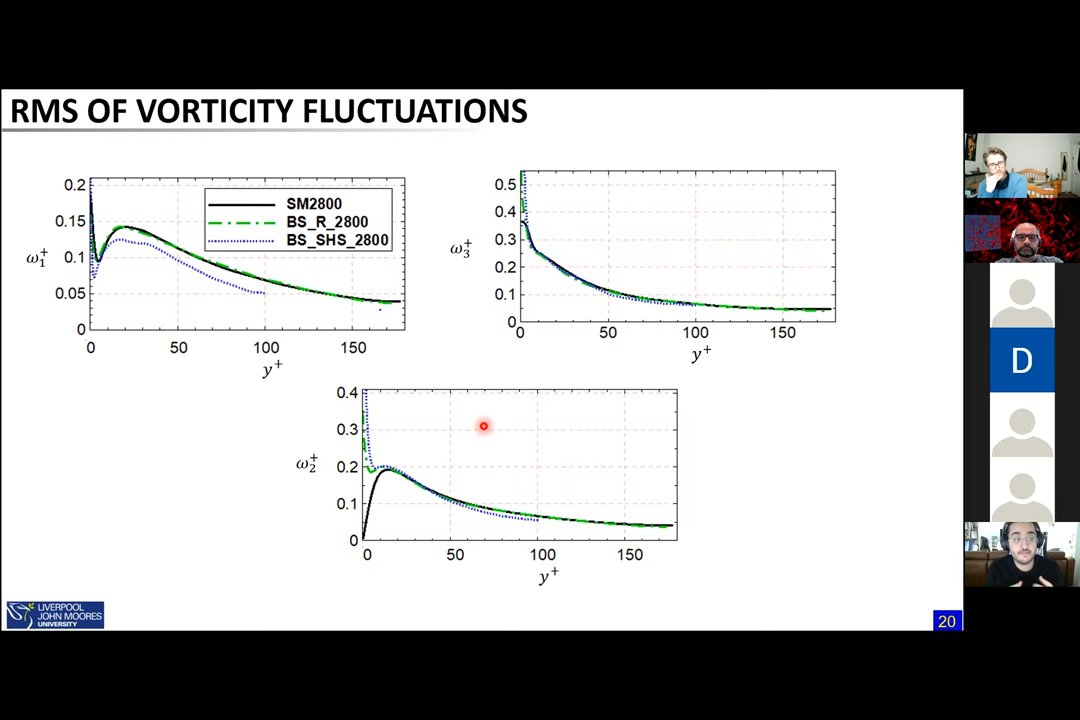 RMS OF VORTICITY FLUCTUATIONS
0.2
0.15
0.1
0.05
0
ω₁⁺
SM2800
BS_R_2800
BS_SHS_2800
0 50 100 150
y⁺
0.5
0.4
0.3
0.2
0.1
0
ω₃⁺
0 50 100 150
y⁺
0.4
0.3
0.2
0.1
0
ω₂⁺
0 50 100 150
y⁺
D
LIVERPOOL
JOHN MOORES
UNIVERSITY
20